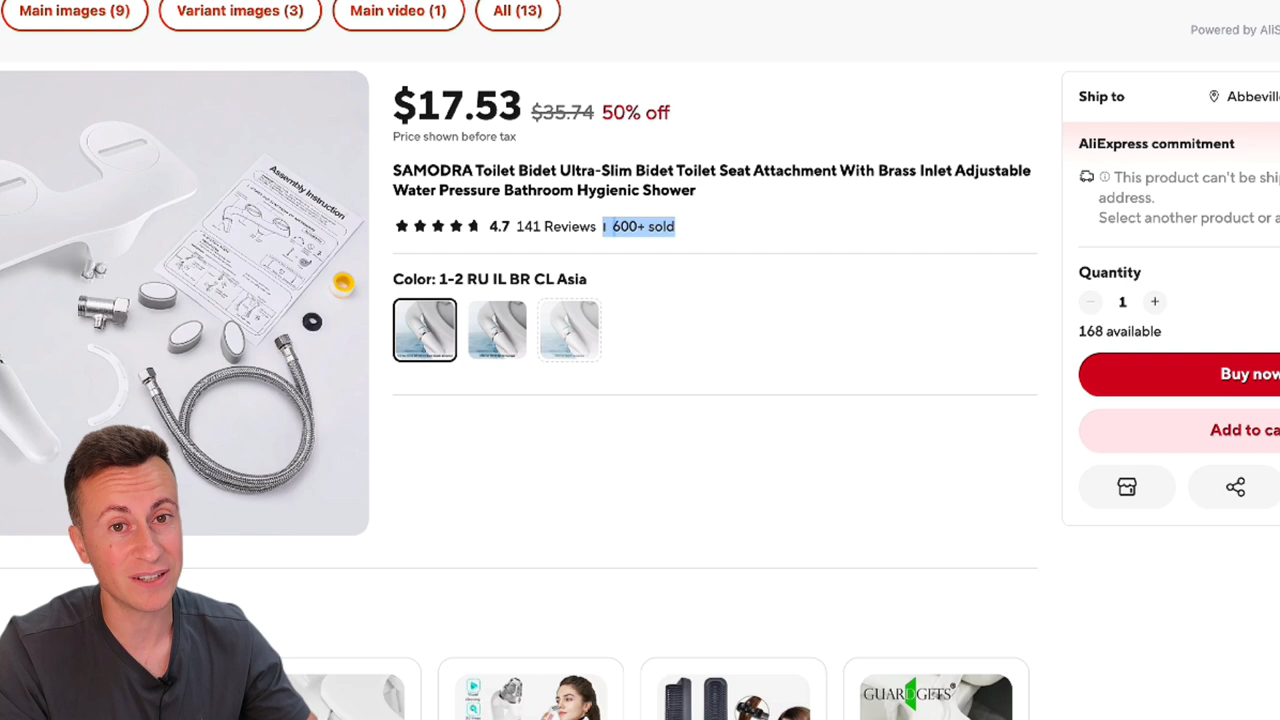 Main images (9)
Variant images (3)
Main video (1)
All (13)
Powered by AliS
$17.53 $35.74 50% off
Price shown before tax
SAMODRA Toilet Bidet Ultra-Slim Bidet Toilet Seat Attachment With Brass Inlet Adjustable
Water Pressure Bathroom Hygienic Shower
4.7 141 Reviews 600+ sold
Color: 1-2 RU IL BR CL Asia
Assembly Instruction
Ship to
Abbeville
AliExpress commitment
This product can't be ship
address.
Select another product or a
Quantity
1
168 available
Buy now
Add to ca
GUARDGETS